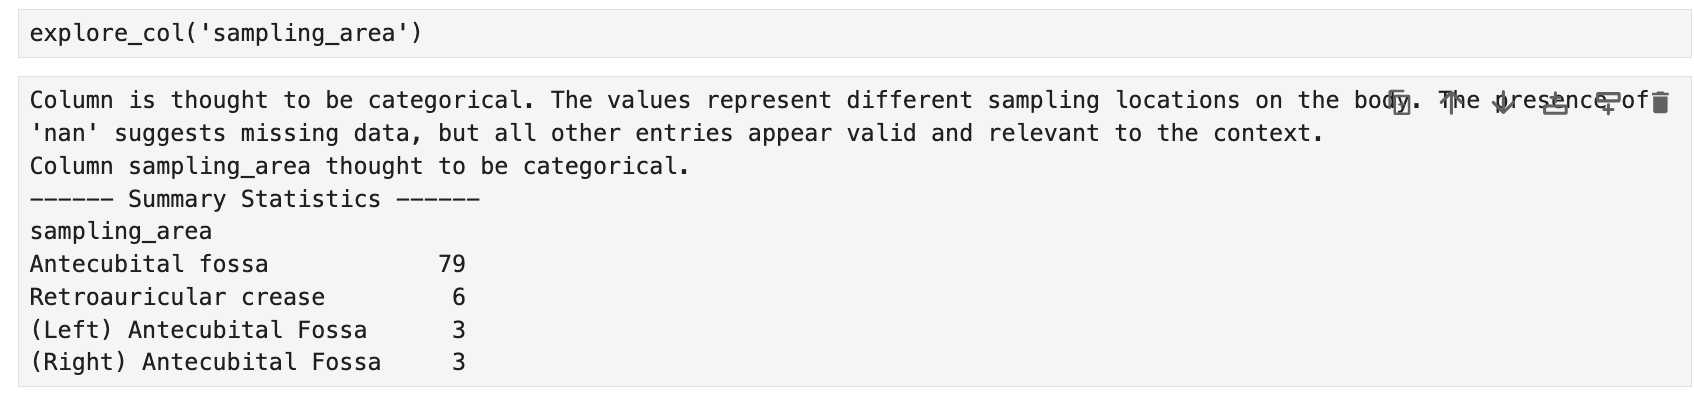 explore_col('sampling_area')
Column is thought to be categorical. The values represent different sampling locations on the body. The presence of
'nan' suggests missing data, but all other entries appear valid and relevant to the context.
Column sampling_area thought to be categorical.
------ Summary Statistics ------
sampling_area
Antecubital fossa            79
Retroauricular crease         6
(Left) Antecubital Fossa      3
(Right) Antecubital Fossa     3